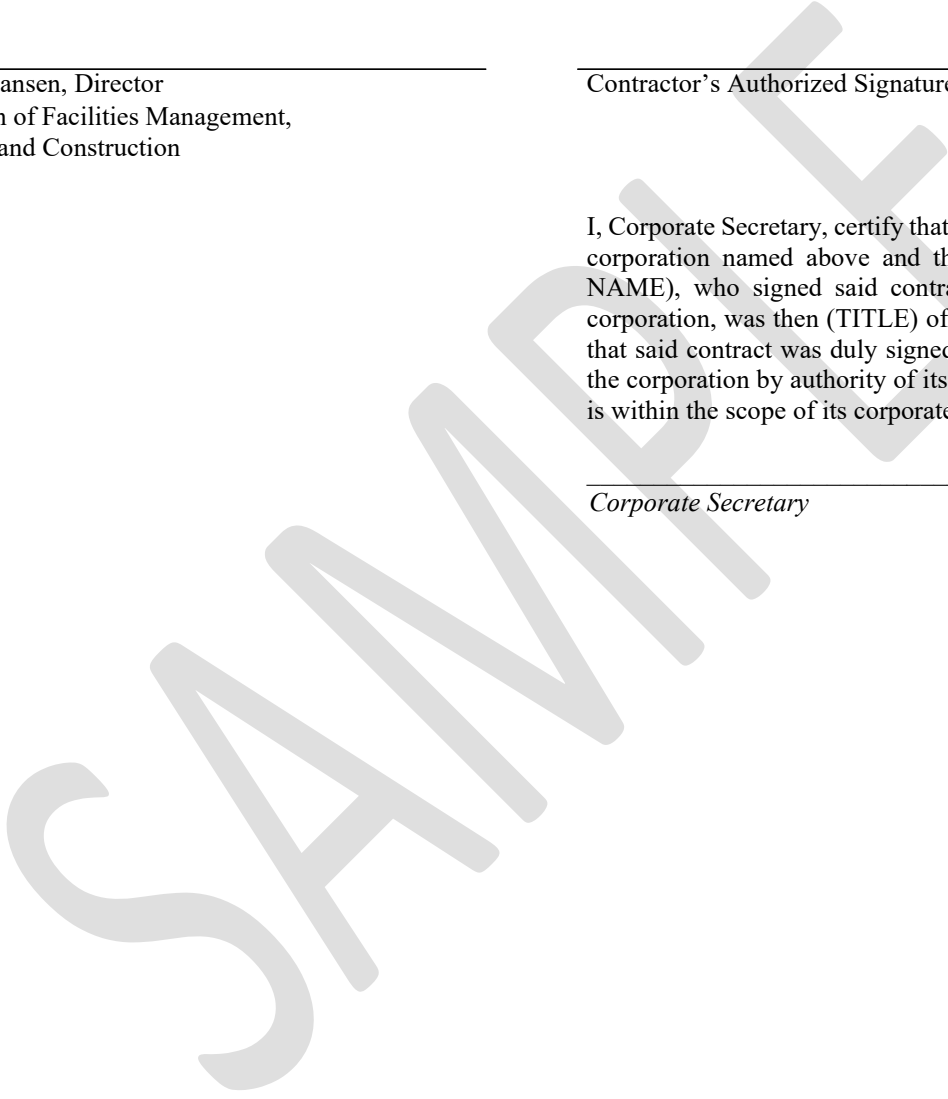 ansen, Director
n of Facilities Management,
and Construction
Contractor’s Authorized Signature
I, Corporate Secretary, certify that
corporation named above and th
NAME), who signed said contra
corporation, was then (TITLE) of
that said contract was duly signed
the corporation by authority of its
is within the scope of its corporate
Corporate Secretary
SAMPLE